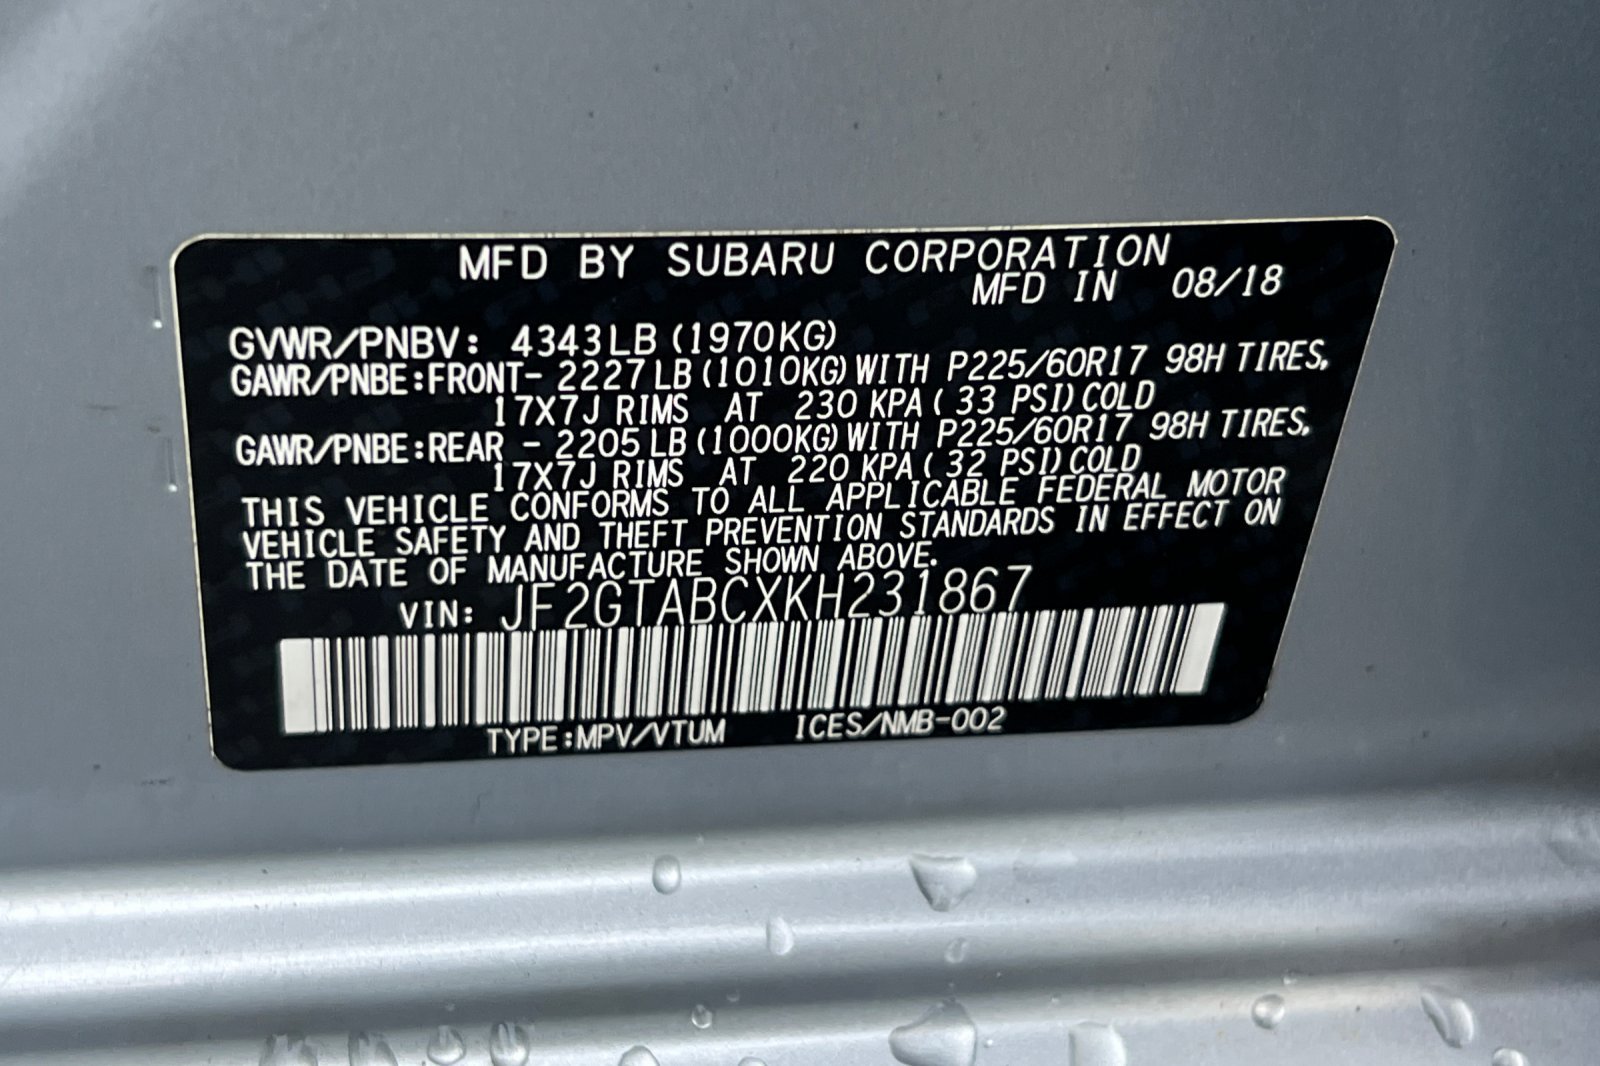 MFD BY SUBARU CORPORATION
MFD IN 08/18
GVWR/PNBV: 4343LB (1970KG)
GAWR/PNBE:FRONT- 2227LB (1010KG) WITH P225/60R17 98H TIRES,
17X7J RIMS AT 230 KPA ( 33 PSI) COLD
GAWR/PNBE:REAR - 2205LB (1000KG) WITH P225/60R17 98H TIRES,
17X7J RIMS AT 220 KPA ( 32 PSI) COLD
THIS VEHICLE CONFORMS TO ALL APPLICABLE FEDERAL MOTOR
VEHICLE SAFETY AND THEFT PREVENTION STANDARDS IN EFFECT ON
THE DATE OF MANUFACTURE SHOWN ABOVE.
VIN: JF2GTABCXKH231867
TYPE:MPV/VTUM ICES/NMB-002